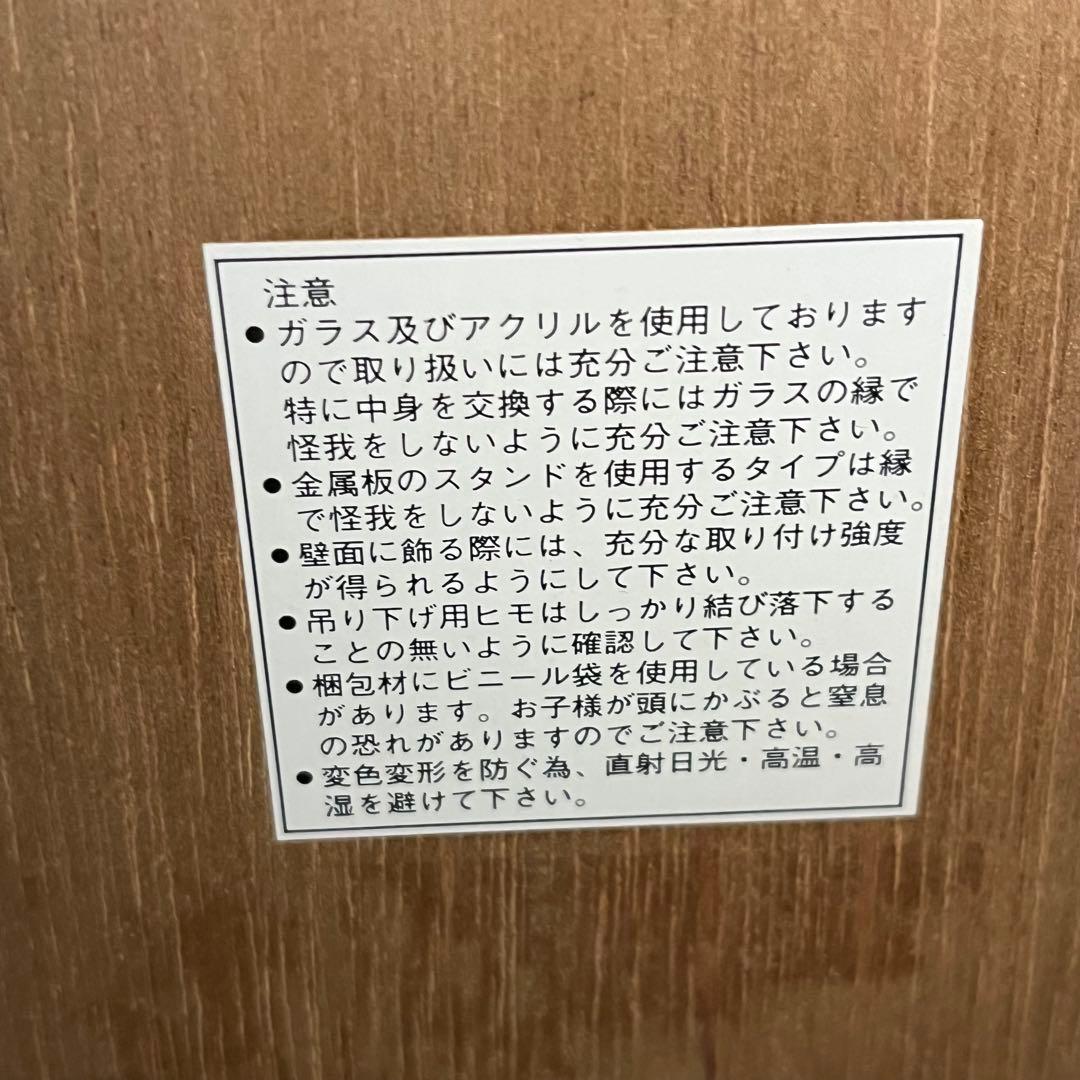 注意
●ガラス及びアクリルを使用しております
ので取り扱いには充分ご注意下さい。
特に中身を交換する際にはガラスの縁で
怪我をしないように充分ご注意下さい。
●金属板のスタンドを使用するタイプは縁
で怪我をしないように充分ご注意下さい。
●壁面に飾る際には、充分な取り付け強度
が得られるようにして下さい。
●吊り下げ用ヒモはしっかり結び落下する
ことの無いように確認して下さい。
●梱包材にビニール袋を使用している場合
があります。お子様が頭にかぶると窒息
の恐れがありますのでご注意下さい。
●変色変形を防ぐ為、直射日光・高温・高
湿を避けて下さい。